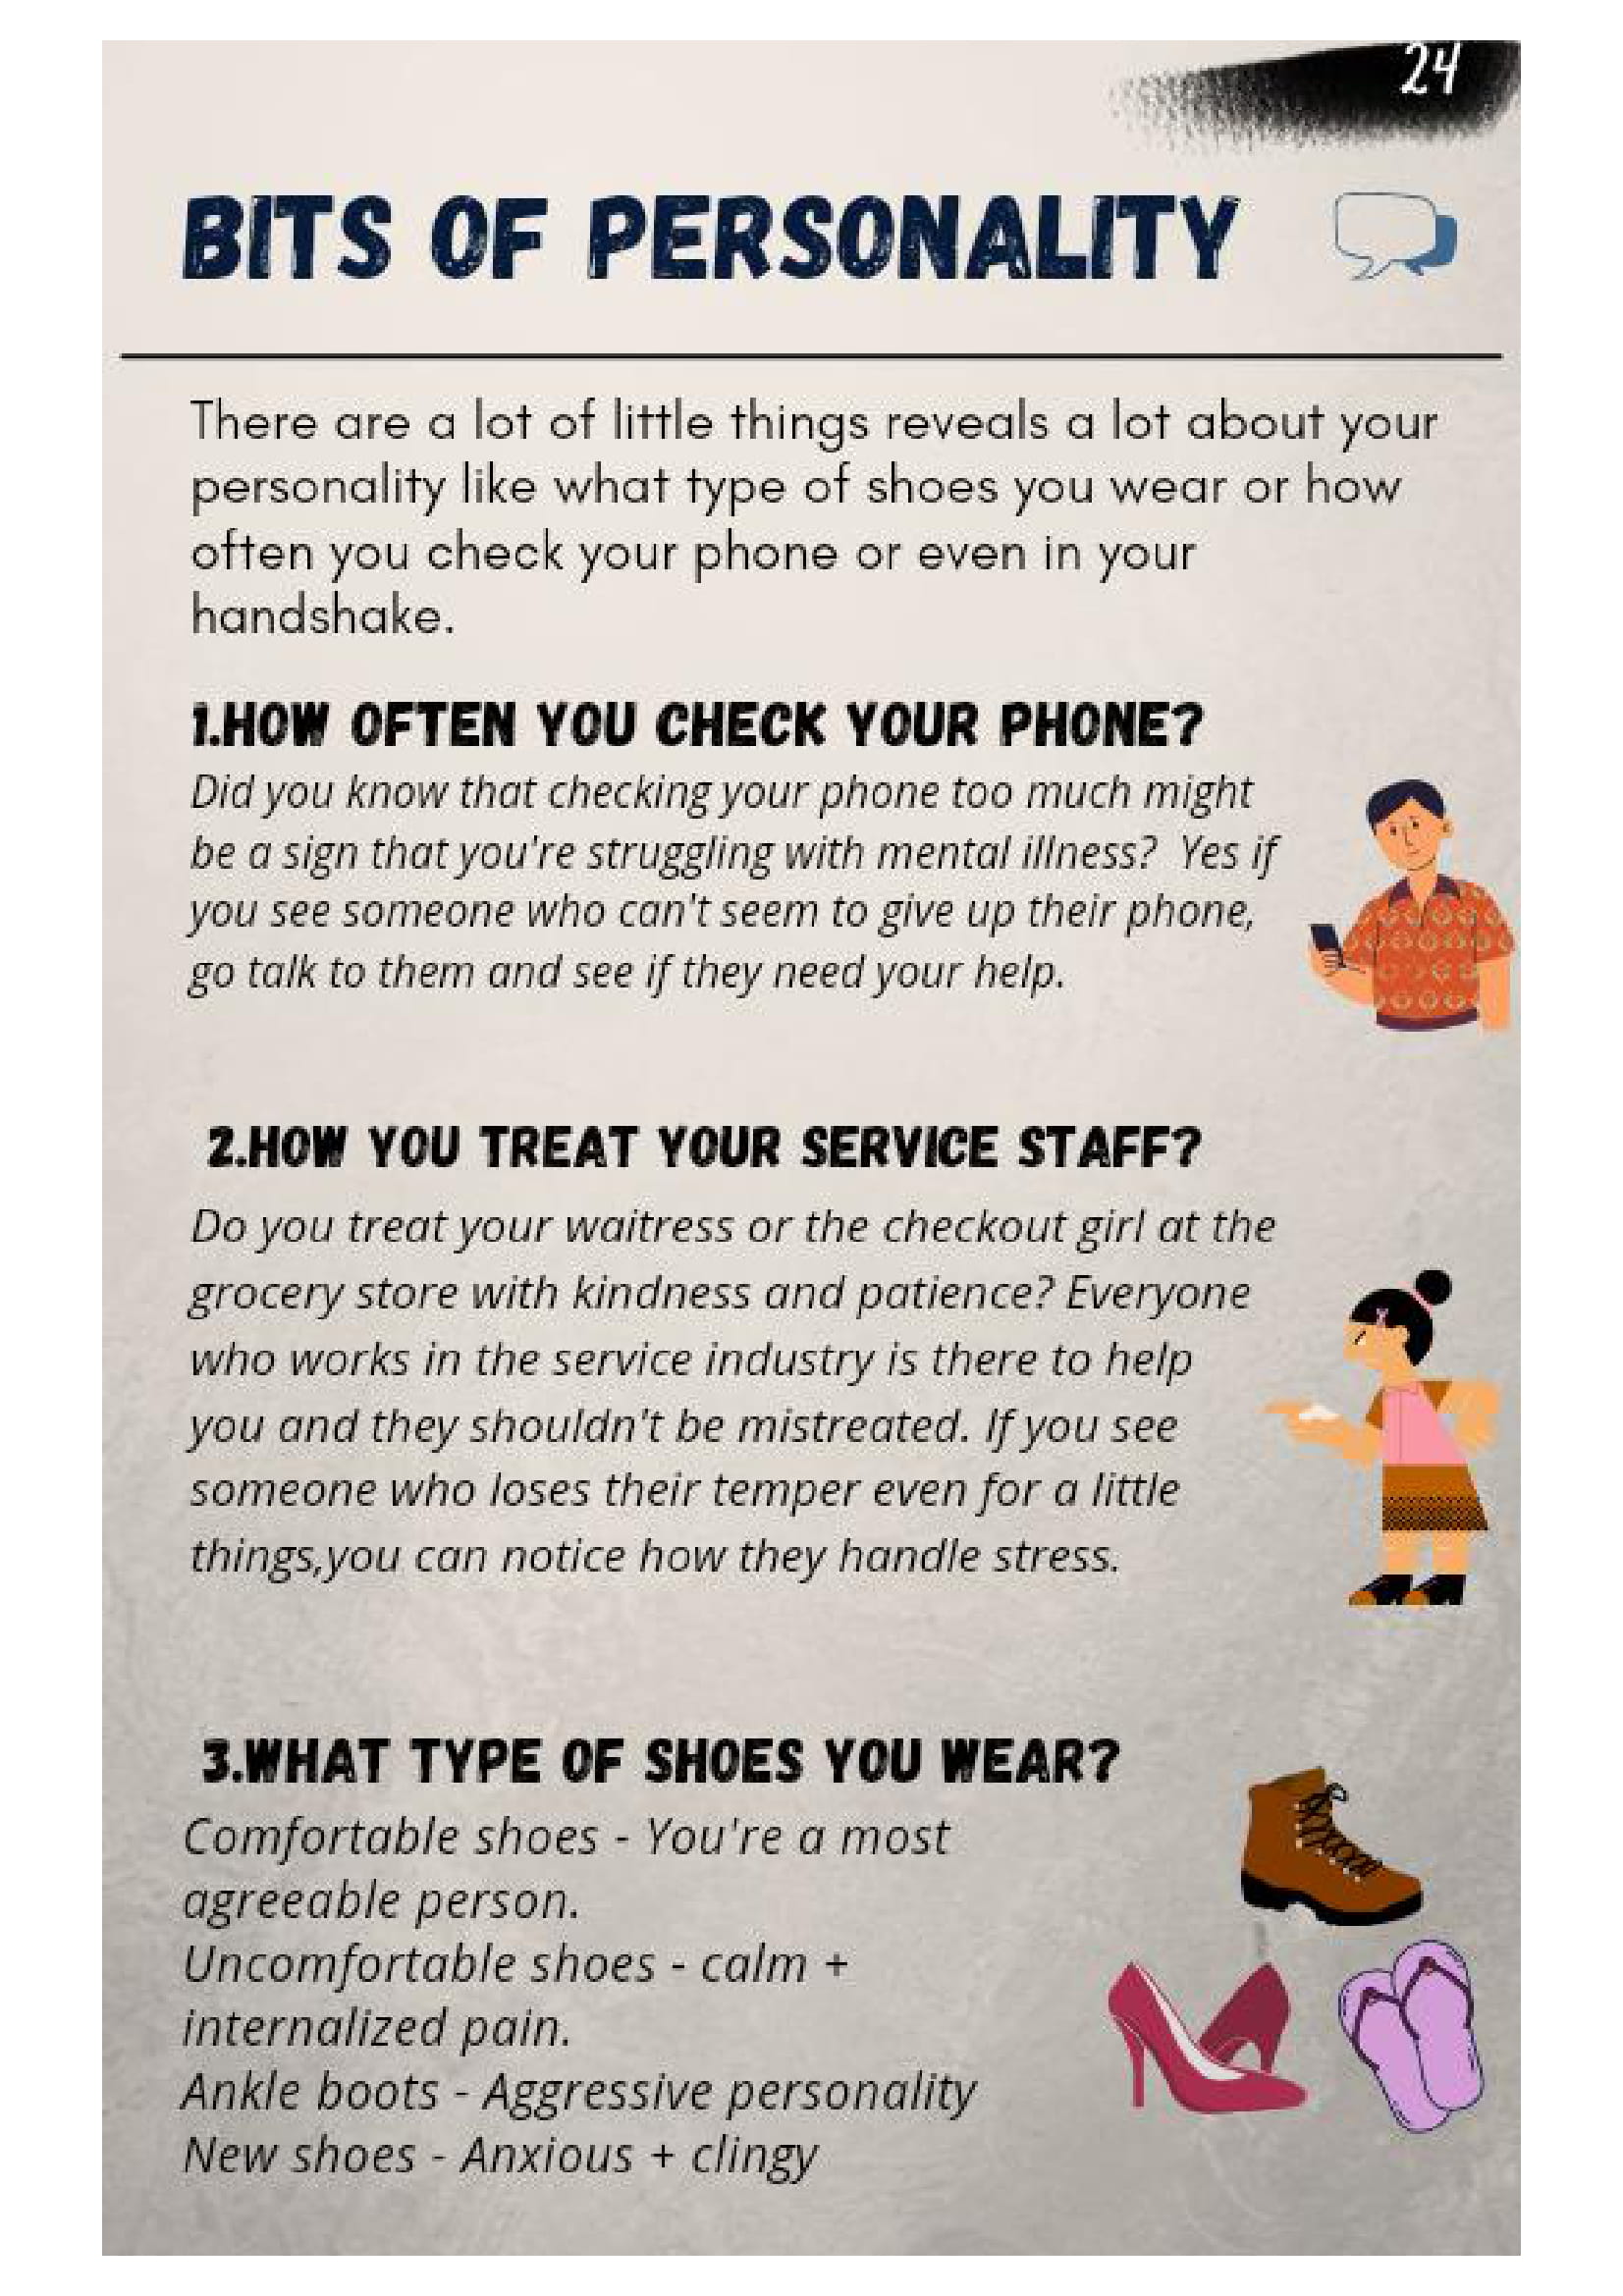 24
BITS OF PERSONALITY
There are a lot of little things reveals a lot about your
personality like what type of shoes you wear or how
often you check your phone or even in your
handshake.
1.HOW OFTEN YOU CHECK YOUR PHONE?
Did you know that checking your phone too much might
be a sign that you're struggling with mental illness?  Yes if
you see someone who can't seem to give up their phone,
go talk to them and see if they need your help.
2.HOW YOU TREAT YOUR SERVICE STAFF?
Do you treat your waitress or the checkout girl at the
grocery store with kindness and patience? Everyone
who works in the service industry is there to help
you and they shouldn't be mistreated. If you see
someone who loses their temper even for a little
things,you can notice how they handle stress.
3.WHAT TYPE OF SHOES YOU WEAR?
Comfortable shoes - You're a most
agreeable person.
Uncomfortable shoes - calm +
internalized pain.
Ankle boots - Aggressive personality
New shoes - Anxious + clingy